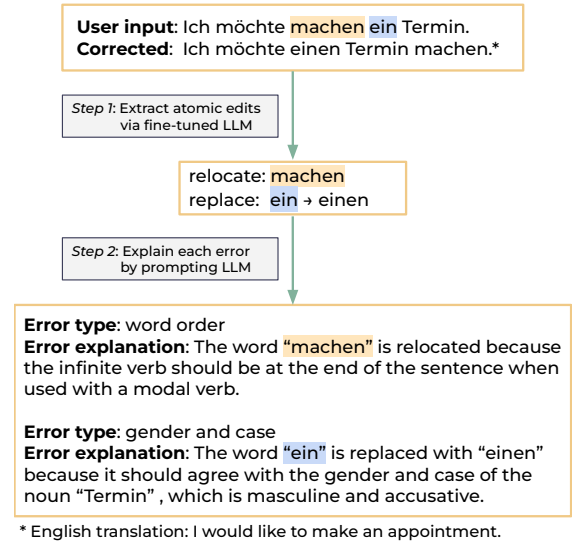 User input: Ich möchte machen ein Termin.
Corrected: Ich möchte einen Termin machen.*
Step 1: Extract atomic edits
via fine-tuned LLM
relocate: machen
replace: ein → einen
Step 2: Explain each error
by prompting LLM
Error type: word order
Error explanation: The word “machen” is relocated because
the infinite verb should be at the end of the sentence when
used with a modal verb.
Error type: gender and case
Error explanation: The word “ein” is replaced with “einen”
because it should agree with the gender and case of the
noun “Termin” , which is masculine and accusative.
* English translation: I would like to make an appointment.